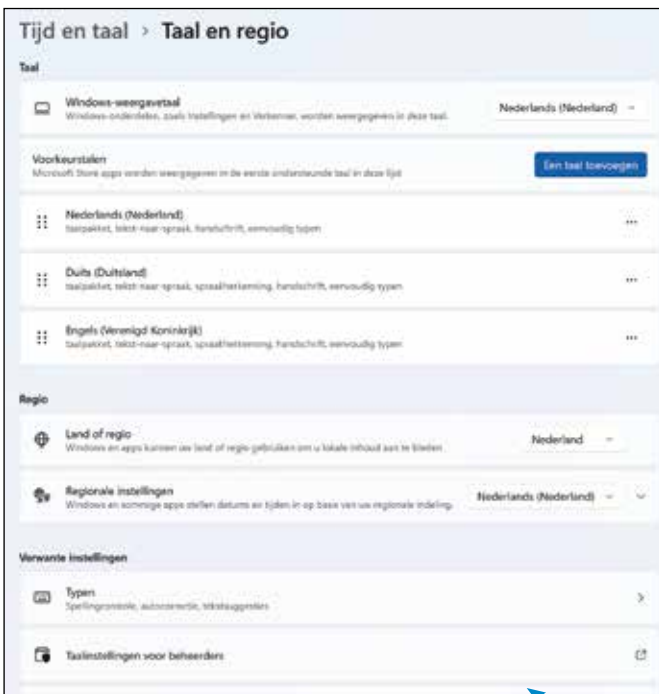 Tijd en taal > Taal en regio
Taal
Windows-weergavetaal
Windows-onderdelen, zoals Instellingen en Verkenner, worden weergegeven in deze taal.
Nederlands (Nederland)
Voorkeurstalen
Microsoft Store apps worden weergegeven in de eerste ondersteunde taal in deze lijst
Een taal toevoegen
Nederlands (Nederland)
taalpakket, tekst-naar-spraak, handschrift, eenvoudig typen
Duits (Duitsland)
taalpakket, tekst-naar-spraak, spraakherkenning, handschrift, eenvoudig typen
Engels (Verenigd Koninkrijk)
taalpakket, tekst-naar-spraak, spraakherkenning, handschrift, eenvoudig typen
Regio
Land of regio
Windows en apps kunnen uw land of regio gebruiken om u lokale inhoud aan te bieden
Nederland
Regionale instellingen
Windows en sommige apps stellen datums en tijden in op basis van uw regionale indeling.
Nederlands (Nederland)
Verwante instellingen
Typen
Spellingcontrole, autocorrectie, tekstsuggesties
Taalinstellingen voor beheerders